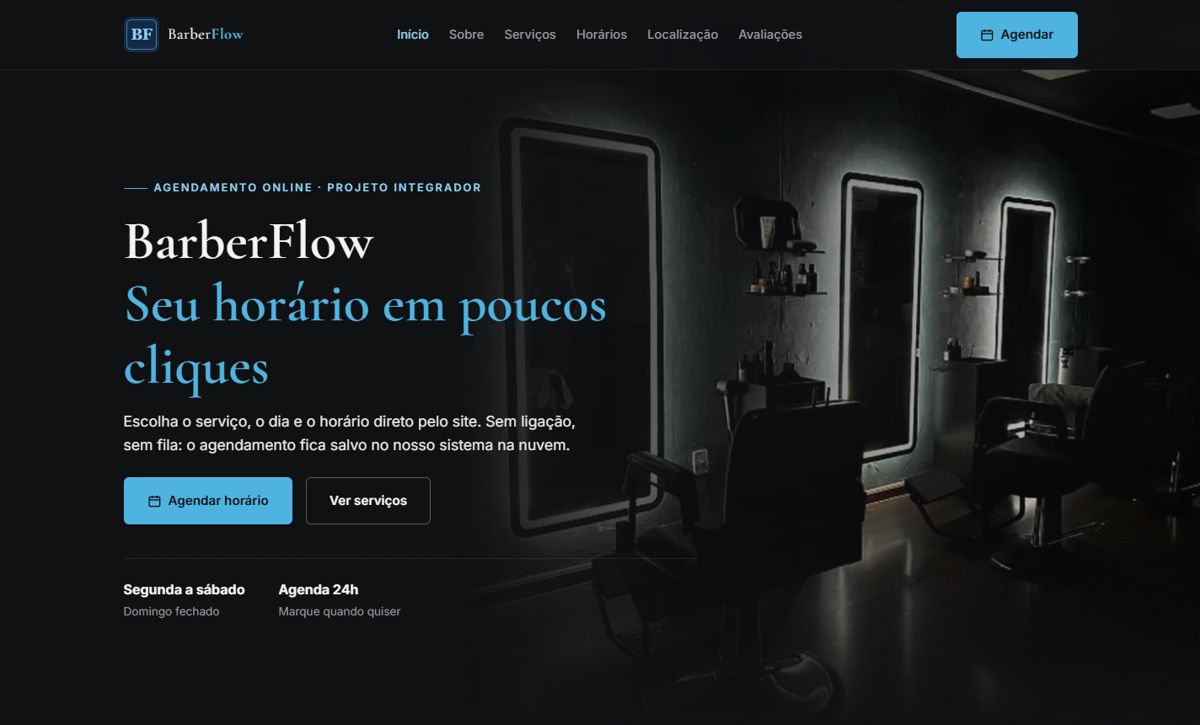 BF BarberFlow
Início Sobre Serviços Horários Localização Avaliações
Agendar
AGENDAMENTO ONLINE · PROJETO INTEGRADOR
BarberFlow
Seu horário em poucos
cliques
Escolha o serviço, o dia e o horário direto pelo site. Sem ligação,
sem fila: o agendamento fica salvo no nosso sistema na nuvem.
Agendar horário
Ver serviços
Segunda a sábado
Domingo fechado
Agenda 24h
Marque quando quiser